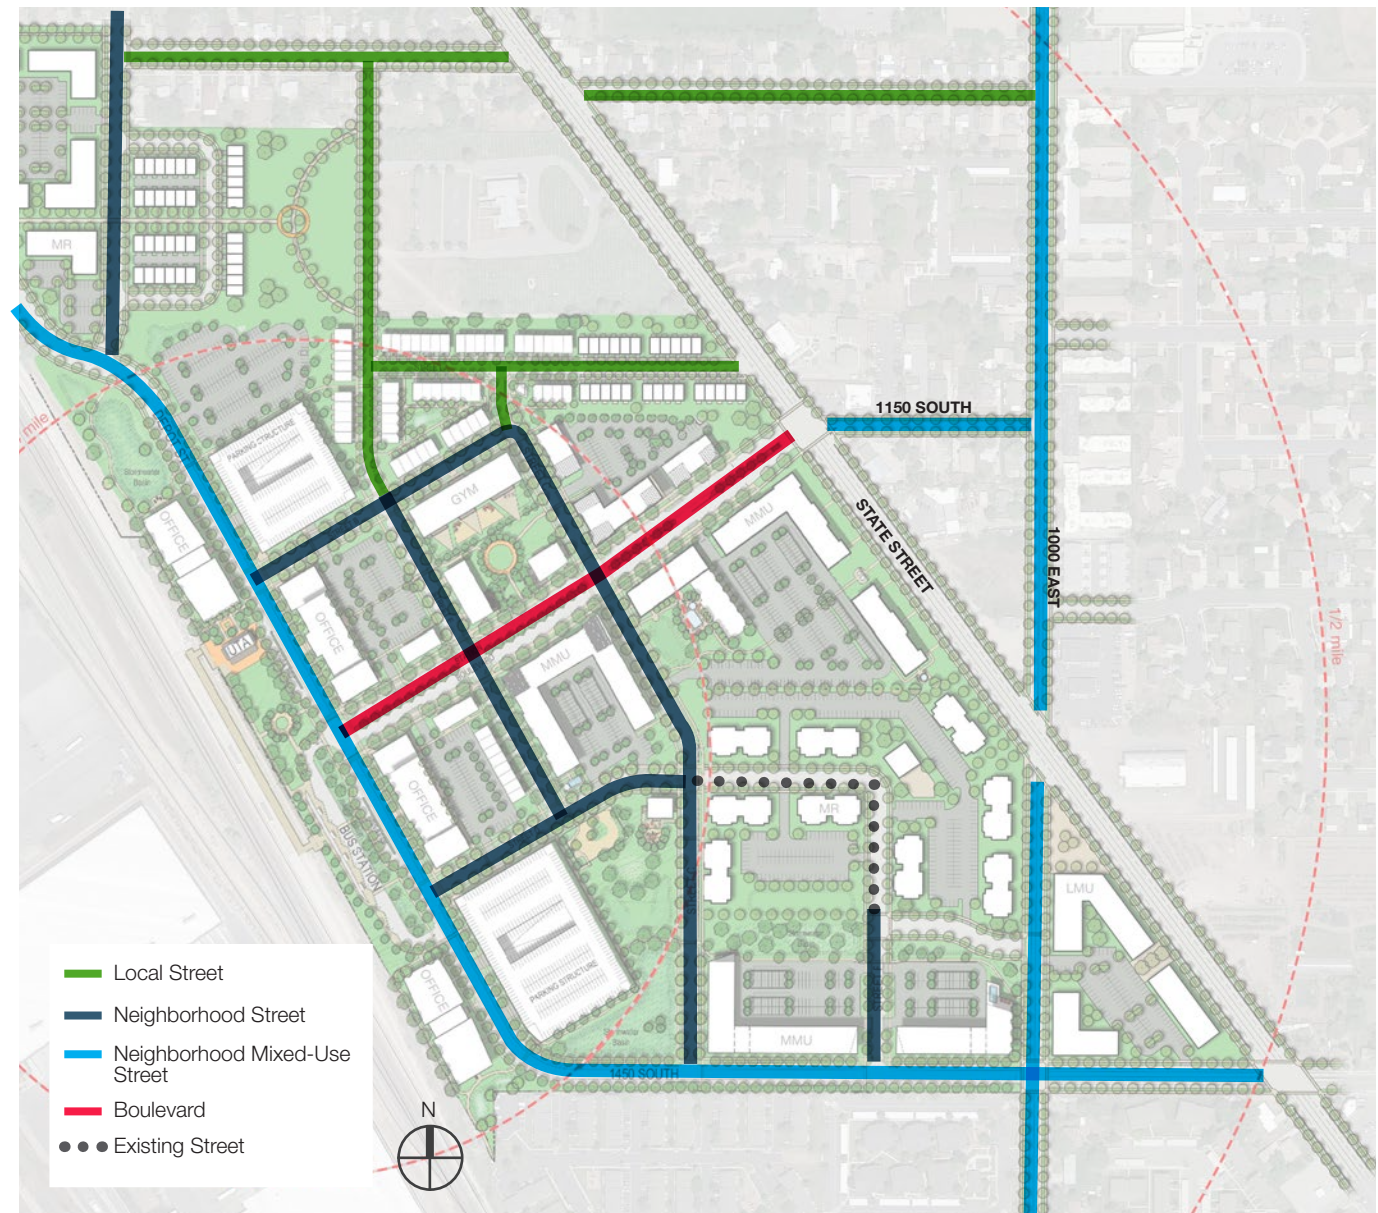 MR
1150 SOUTH
mile
DEPOT ST
PARKING STRUCTURE
GYM
MMU
STATE STREET
OFFICE
1000 EAST
1/2 mile
OFFICE
UTA
MMU
OFFICE
MR
BUS STATION
LMU
OFFICE
PARKING STRUCTURE
MMU
1450 SOUTH
Local Street
Neighborhood Street
Neighborhood Mixed-Use
Street
Boulevard
Existing Street
N